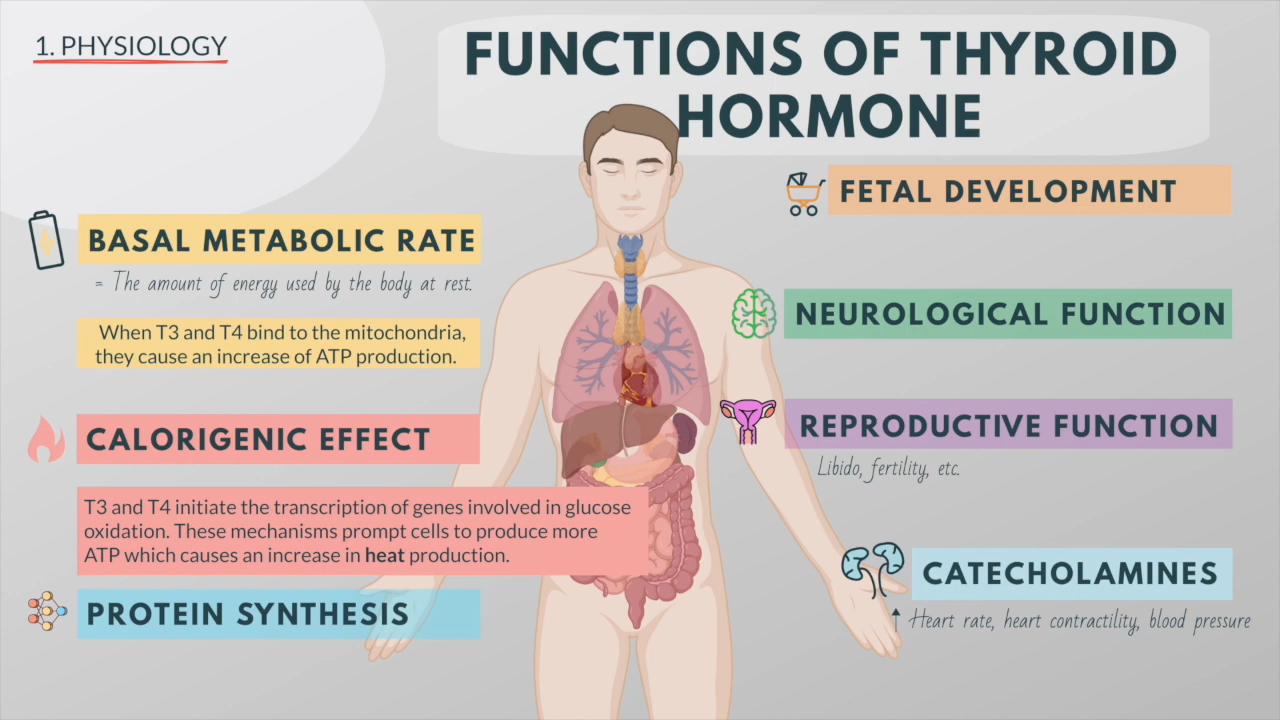 1. PHYSIOLOGY
FUNCTIONS OF THYROID
HORMONE
BASAL METABOLIC RATE
= The amount of energy used by the body at rest.
When T3 and T4 bind to the mitochondria,
they cause an increase of ATP production.
CALORIGENIC EFFECT
T3 and T4 initiate the transcription of genes involved in glucose
oxidation. These mechanisms prompt cells to produce more
ATP which causes an increase in heat production.
PROTEIN SYNTHESIS
FETAL DEVELOPMENT
NEUROLOGICAL FUNCTION
REPRODUCTIVE FUNCTION
Libido, fertility, etc.
CATECHOLAMINES
↑ Heart rate, heart contractility, blood pressure